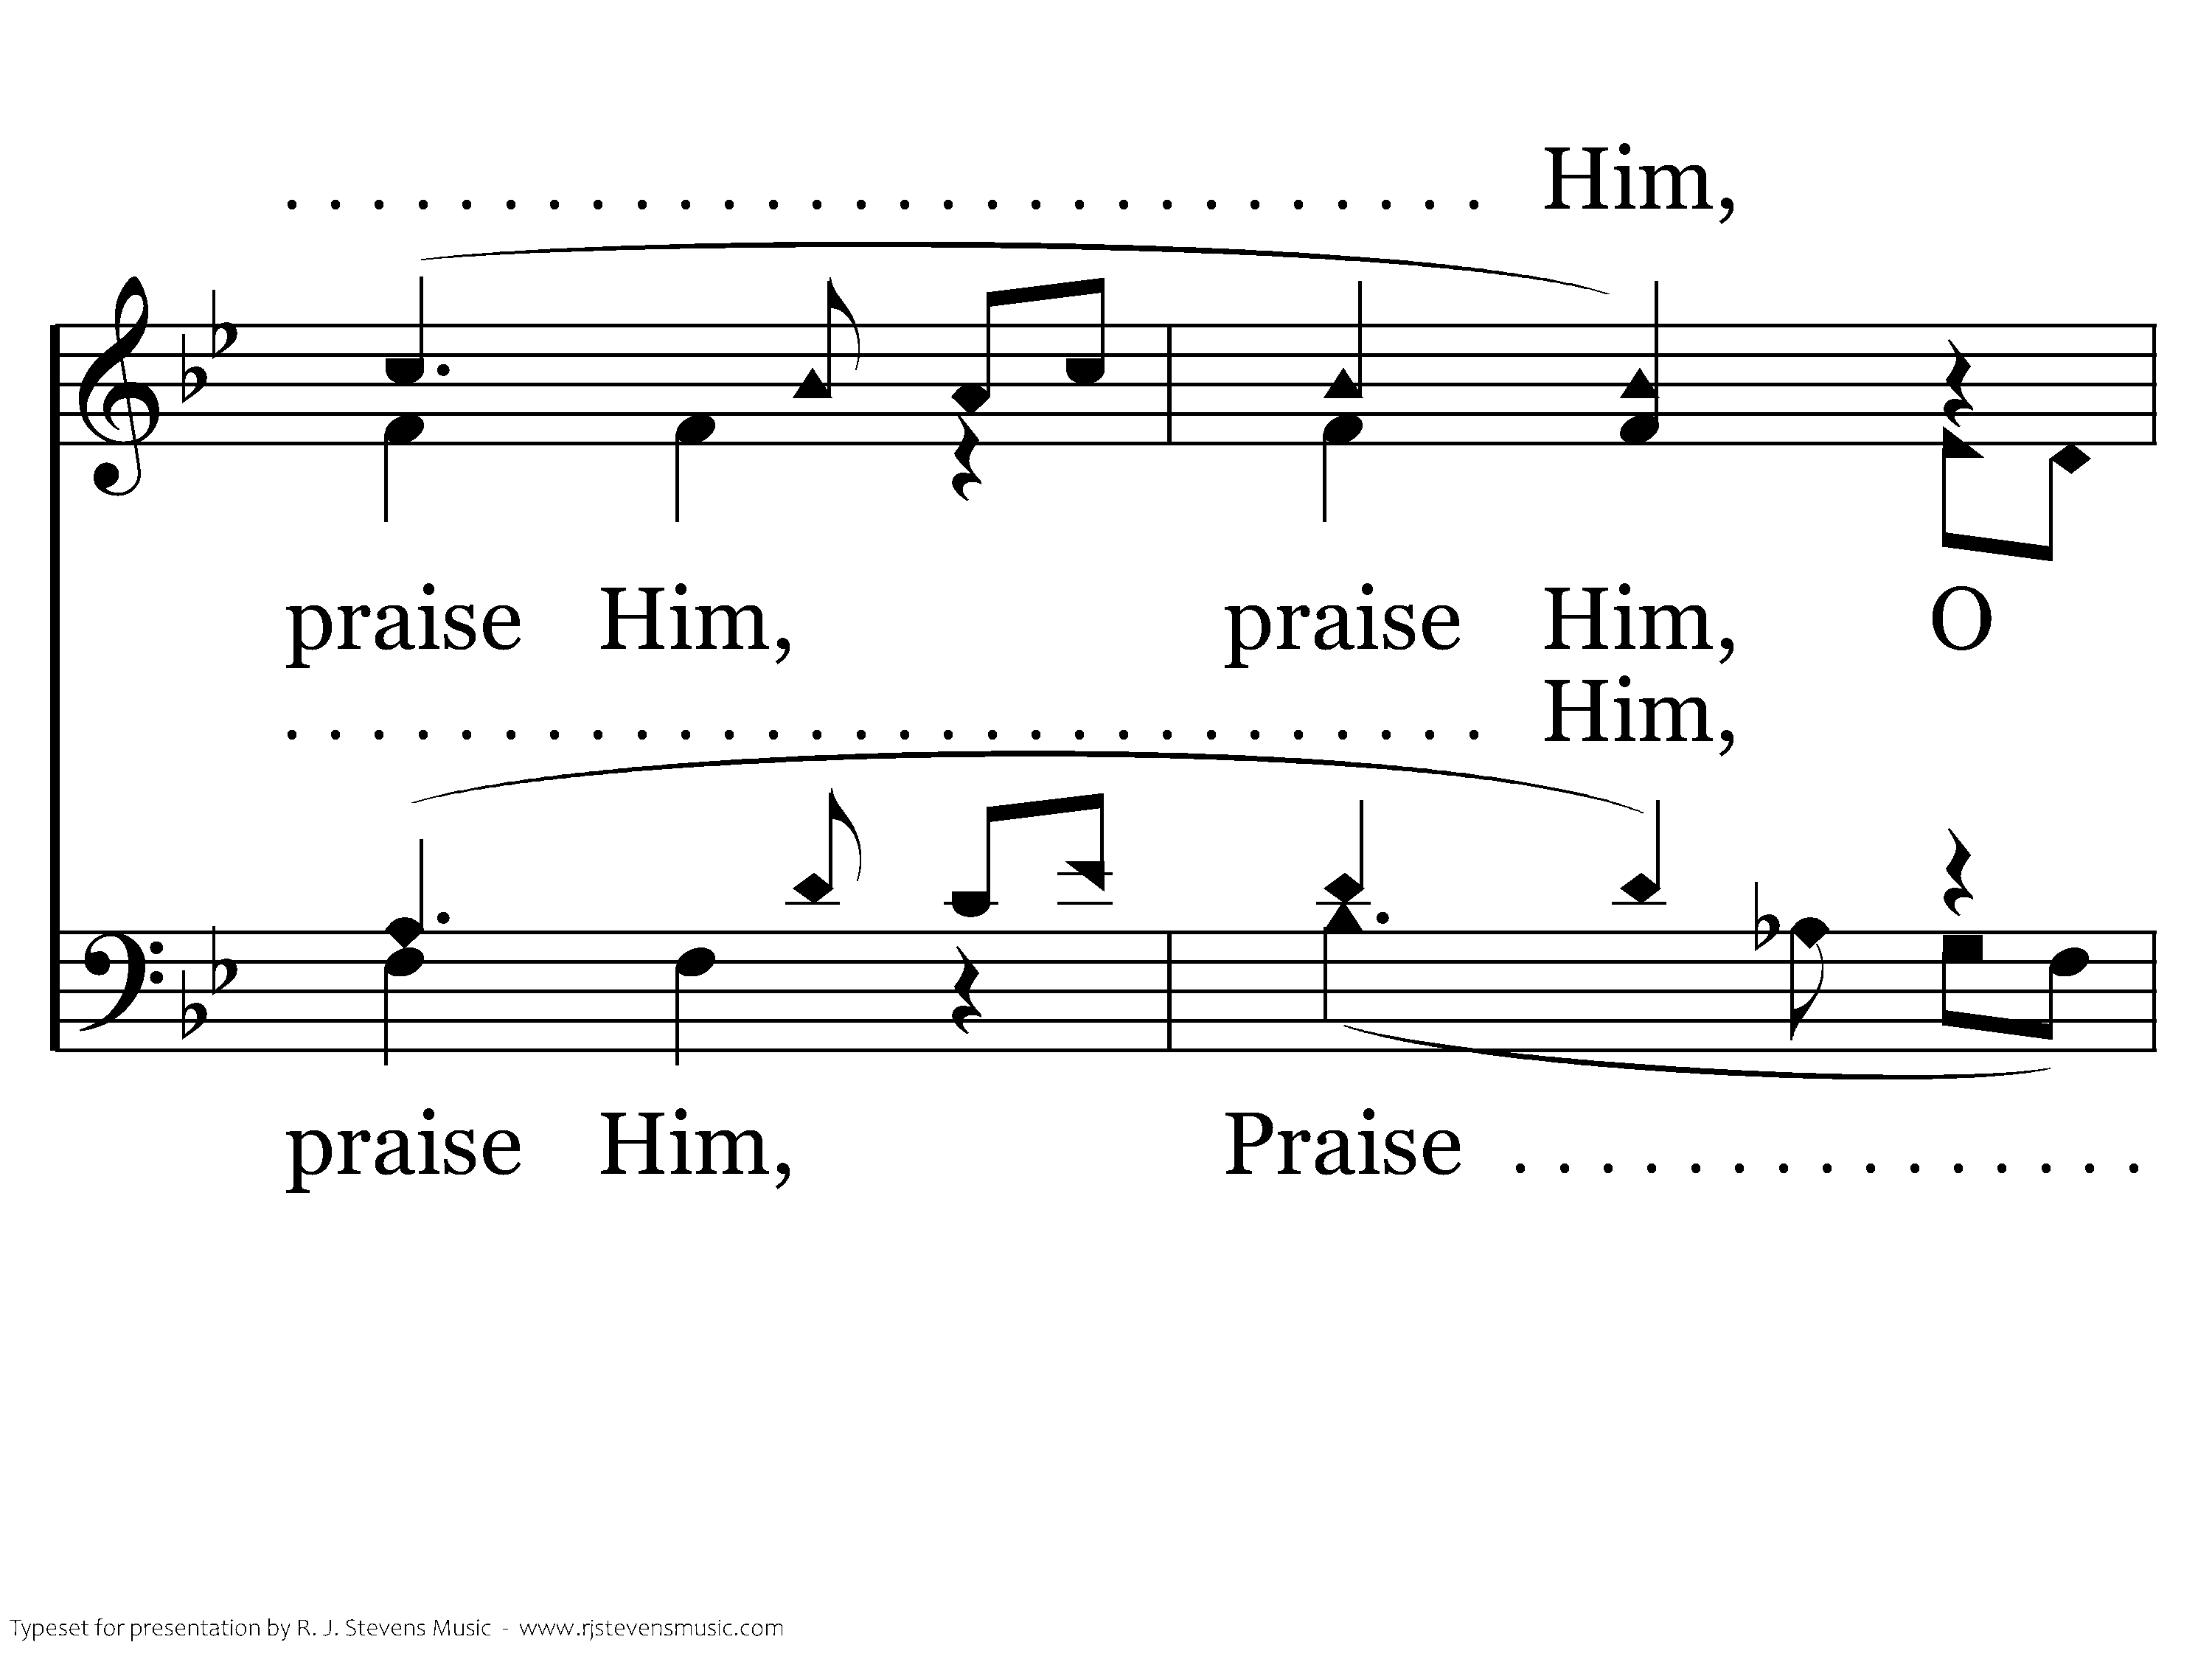 . . . . . . . . . . . . . . . . . . . . . . . . . . . . Him,
praise Him, praise Him, O
. . . . . . . . . . . . . . . . . . . . . . . . . . . . Him,
praise Him, Praise . . . . . . . . . . . . . . .
Typeset for presentation by R. J. Stevens Music - www.rjstevensmusic.com